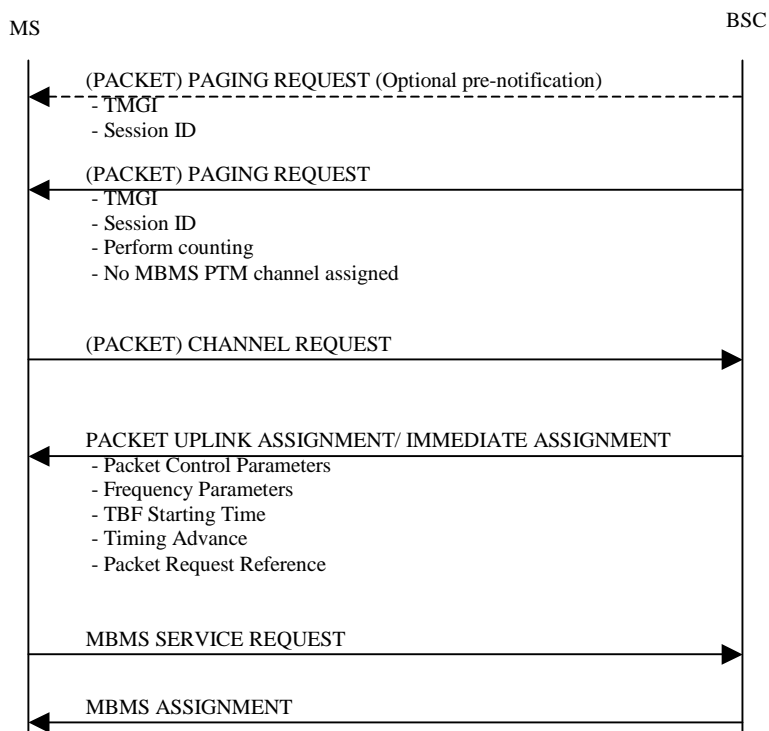 MS
BSC
(PACKET) PAGING REQUEST (Optional pre-notification)
- TMGI
- Session ID
(PACKET) PAGING REQUEST
- TMGI
- Session ID
- Perform counting
- No MBMS PTM channel assigned
(PACKET) CHANNEL REQUEST
PACKET UPLINK ASSIGNMENT/ IMMEDIATE ASSIGNMENT
- Packet Control Parameters
- Frequency Parameters
- TBF Starting Time
- Timing Advance
- Packet Request Reference
MBMS SERVICE REQUEST
MBMS ASSIGNMENT